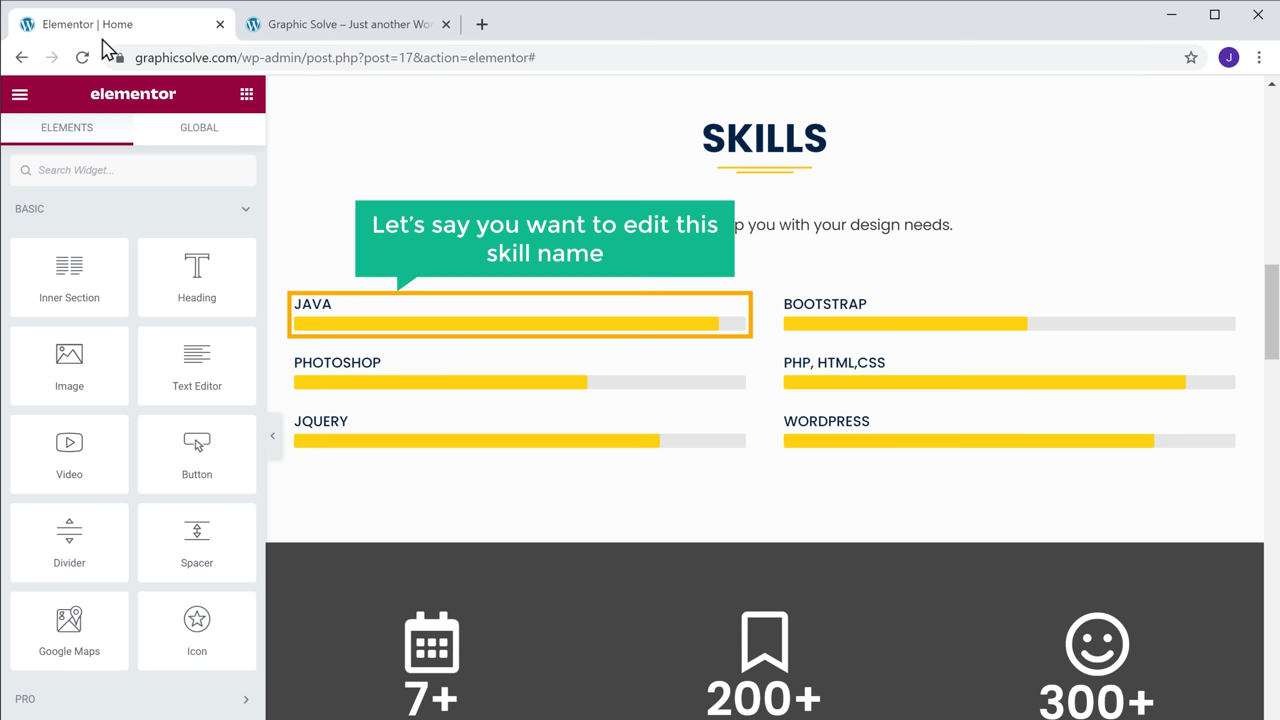 Elementor | Home
Graphic Solve – Just another Wor
graphicsolve.com/wp-admin/post.php?post=17&action=elementor#
J
elementor
ELEMENTS
GLOBAL
Search Widget...
BASIC
Inner Section
Heading
Image
Text Editor
Video
Button
Divider
Spacer
Google Maps
Icon
PRO
SKILLS
Let's say you want to edit this
skill name
p you with your design needs.
JAVA
BOOTSTRAP
PHOTOSHOP
PHP, HTML,CSS
JQUERY
WORDPRESS
7+
200+
300+